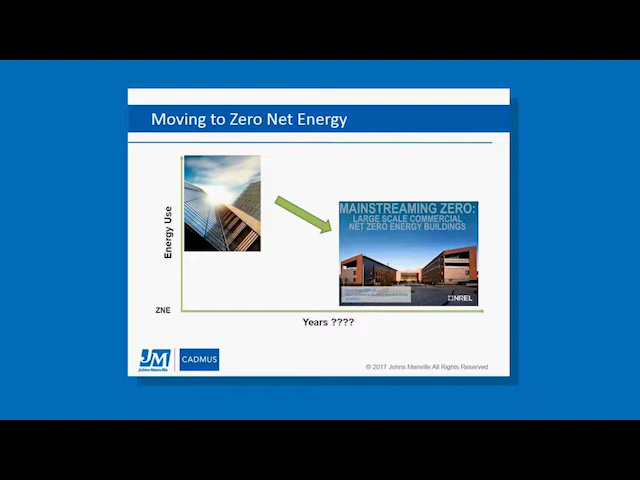 Moving to Zero Net Energy
Energy Use
MAINSTREAMING ZERO:
LARGE SCALE COMMERCIAL
NET ZERO ENERGY BUILDINGS
NREL
ZNE
Years ????
JM
Johns Manville
CADMUS
© 2017 Johns Manville All Rights Reserved